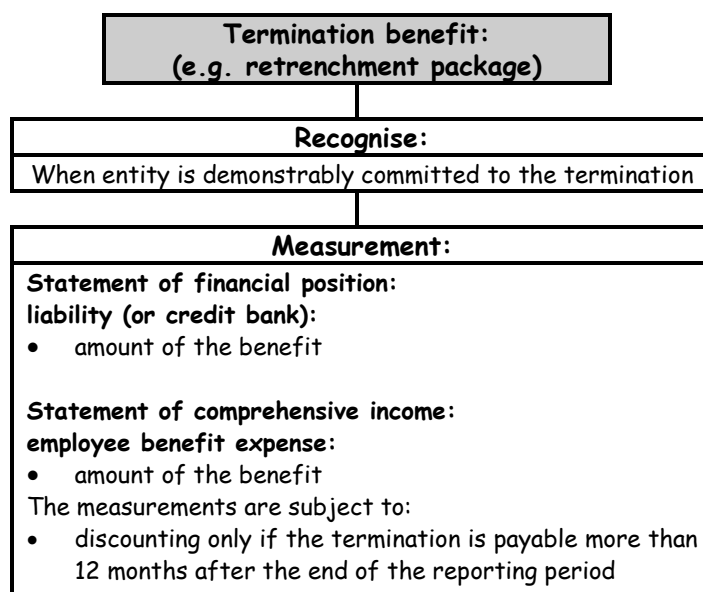 Termination benefit:
(e.g. retrenchment package)
Recognise:
When entity is demonstrably committed to the termination
Measurement:
Statement of financial position:
liability (or credit bank):
• amount of the benefit
Statement of comprehensive income:
employee benefit expense:
• amount of the benefit
The measurements are subject to:
• discounting only if the termination is payable more than
12 months after the end of the reporting period